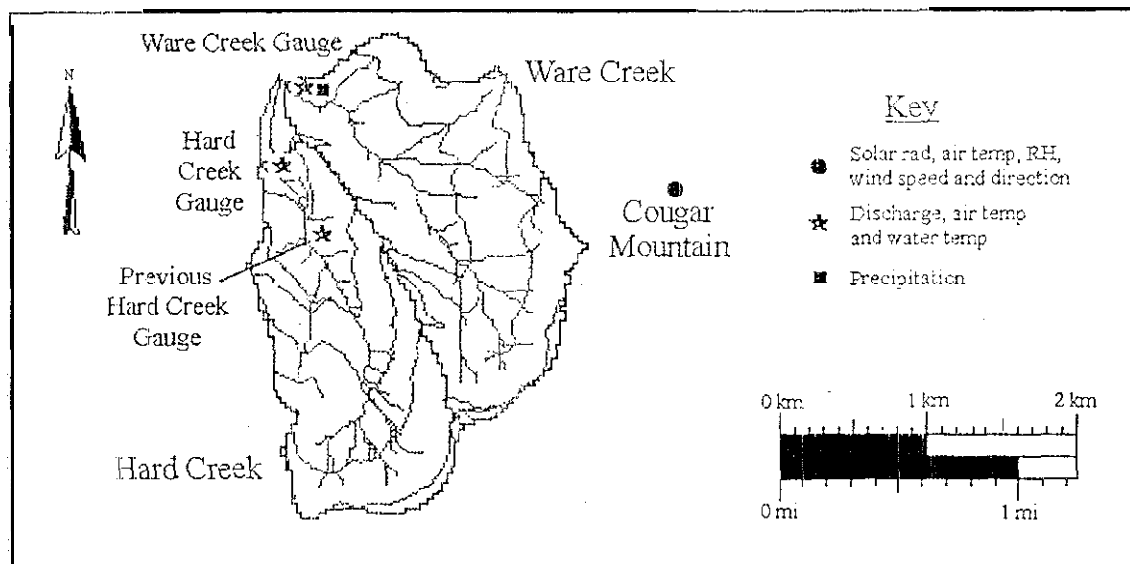 Ware Creek Gauge
Ware Creek
N
Hard
Creek
Gauge
Previous
Hard Creek
Gauge
Hard Creek
Cougar
Mountain
Key
Solar rad, air temp, RH,
wind speed and direction
Discharge, air temp
and water temp
Precipitation
0 km 1 km 2 km
0 mi 1 mi